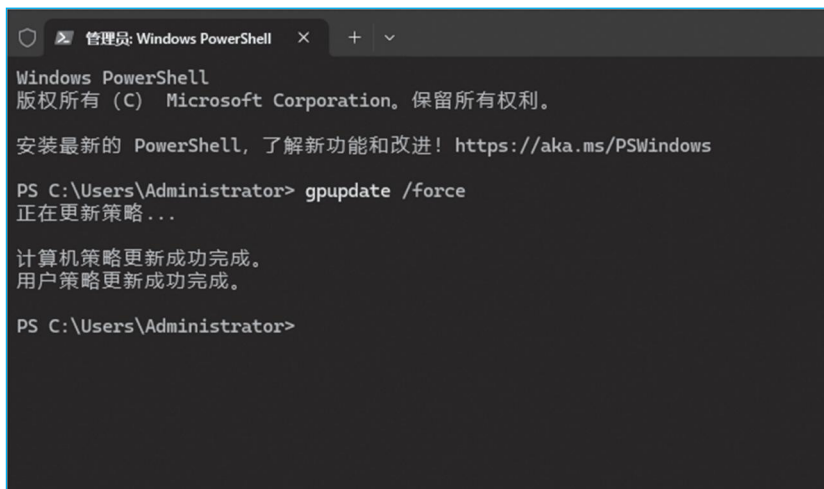 管理员: Windows PowerShell
Windows PowerShell
版权所有 (C) Microsoft Corporation。保留所有权利。
安装最新的 PowerShell，了解新功能和改进！https://aka.ms/PSWindows
PS C:\Users\Administrator> gpupdate /force
正在更新策略...
计算机策略更新成功完成。
用户策略更新成功完成。
PS C:\Users\Administrator>